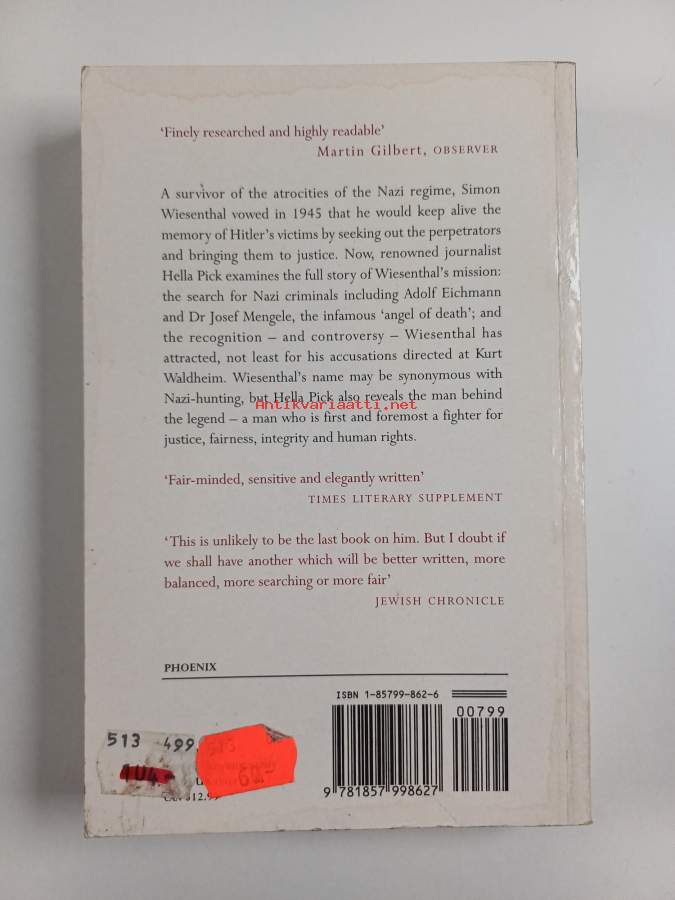 ‘Finely researched and highly readable’
Martin Gilbert, OBSERVER
A survivor of the atrocities of the Nazi regime, Simon
Wiesenthal vowed in 1945 that he would keep alive the
memory of Hitler’s victims by seeking out the perpetrators
and bringing them to justice. Now, renowned journalist
Hella Pick examines the full story of Wiesenthal’s mission:
the search for Nazi criminals including Adolf Eichmann
and Dr Josef Mengele, the infamous ‘angel of death’; and
the recognition – and controversy – Wiesenthal has
attracted, not least for his accusations directed at Kurt
Waldheim. Wiesenthal’s name may be synonymous with
Nazi-hunting, but Hella Pick also reveals the man behind
Antikvariaatti.net
the legend – a man who is first and foremost a fighter for
justice, fairness, integrity and human rights.
‘Fair-minded, sensitive and elegantly written’
TIMES LITERARY SUPPLEMENT
‘This is unlikely to be the last book on him. But I doubt if
we shall have another which will be better written, more
balanced, more searching or more fair’
JEWISH CHRONICLE
PHOENIX
ISBN 1-85799-862-6
00799
513 499
104.-
60.-
9 781857 998627